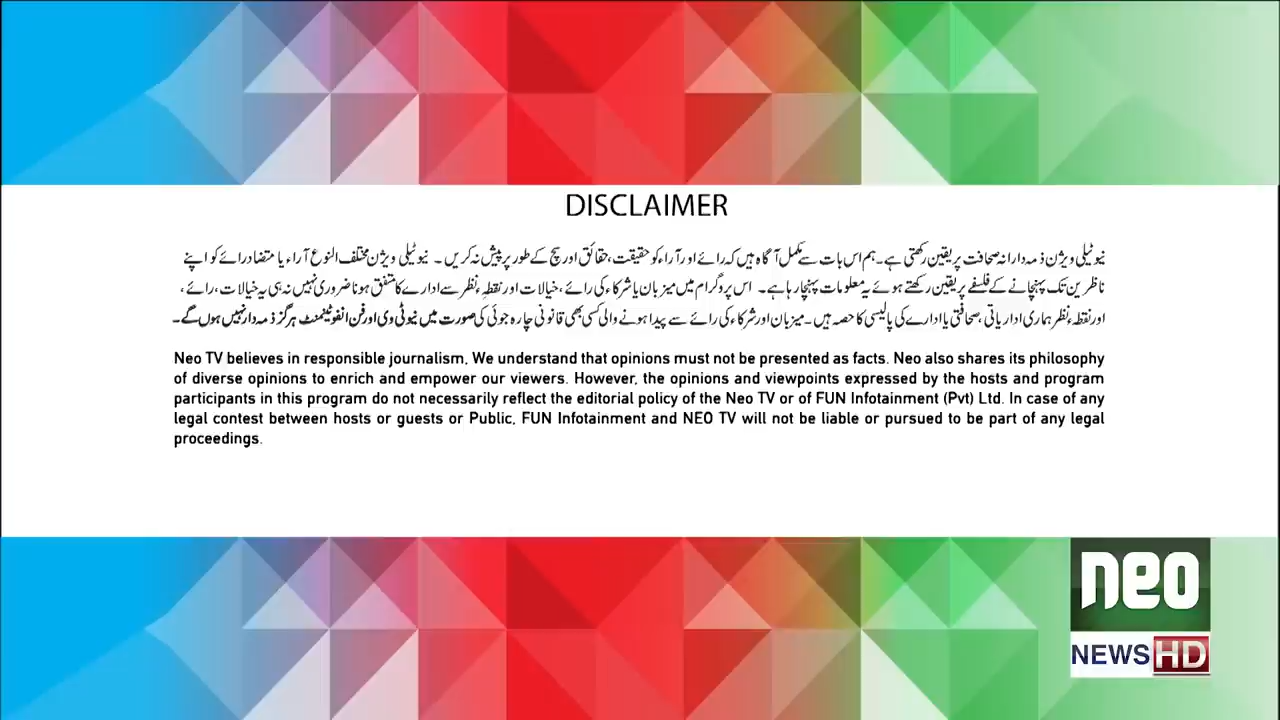 DISCLAIMER
نیو ٹیلی ویژن ذمہ دارانہ صحافت پر یقین رکھتی ہے۔ ہم اس بات سے مکمل آگاہ ہیں کہ رائے اور آراء کو حقیقت، حقائق اور سچ کے طور پر پیش نہ کریں ۔ نیو ٹیلی ویژن مختلف النوع آراء یا متضاد رائے کو اپنے
ناظرین تک پہنچانے کے فلسفے پر یقین رکھتے ہوئے یہ معلومات پہنچا رہا ہے۔ اس پروگرام میں میزبان یا شرکاء کی رائے ، خیالات اور نقطہء نظر سے ادارے کا متفق ہونا ضروری نہیں نہ ہی یہ خیالات ، رائے ،
اور نقطہء نظر ہماری ادارتی ، صحافتی یا ادارے کی پالیسی کا حصہ ہیں ۔ میزبان اور شرکاء کی رائے سے پیدا ہونے والی کسی بھی قانونی چارہ جوئی کی صورت میں نیو ٹی وی اور فن انفوٹینمنٹ ہرگز ذمہ دار نہیں ہوں گے۔
Neo TV believes in responsible journalism, We understand that opinions must not be presented as facts. Neo also shares its philosophy
of diverse opinions to enrich and empower our viewers. However, the opinions and viewpoints expressed by the hosts and program
participants in this program do not necessarily reflect the editorial policy of the Neo TV or of FUN Infotainment (Pvt) Ltd. In case of any
legal contest between hosts or guests or Public, FUN Infotainment and NEO TV will not be liable or pursued to be part of any legal
proceedings.
neo
NEWS HD